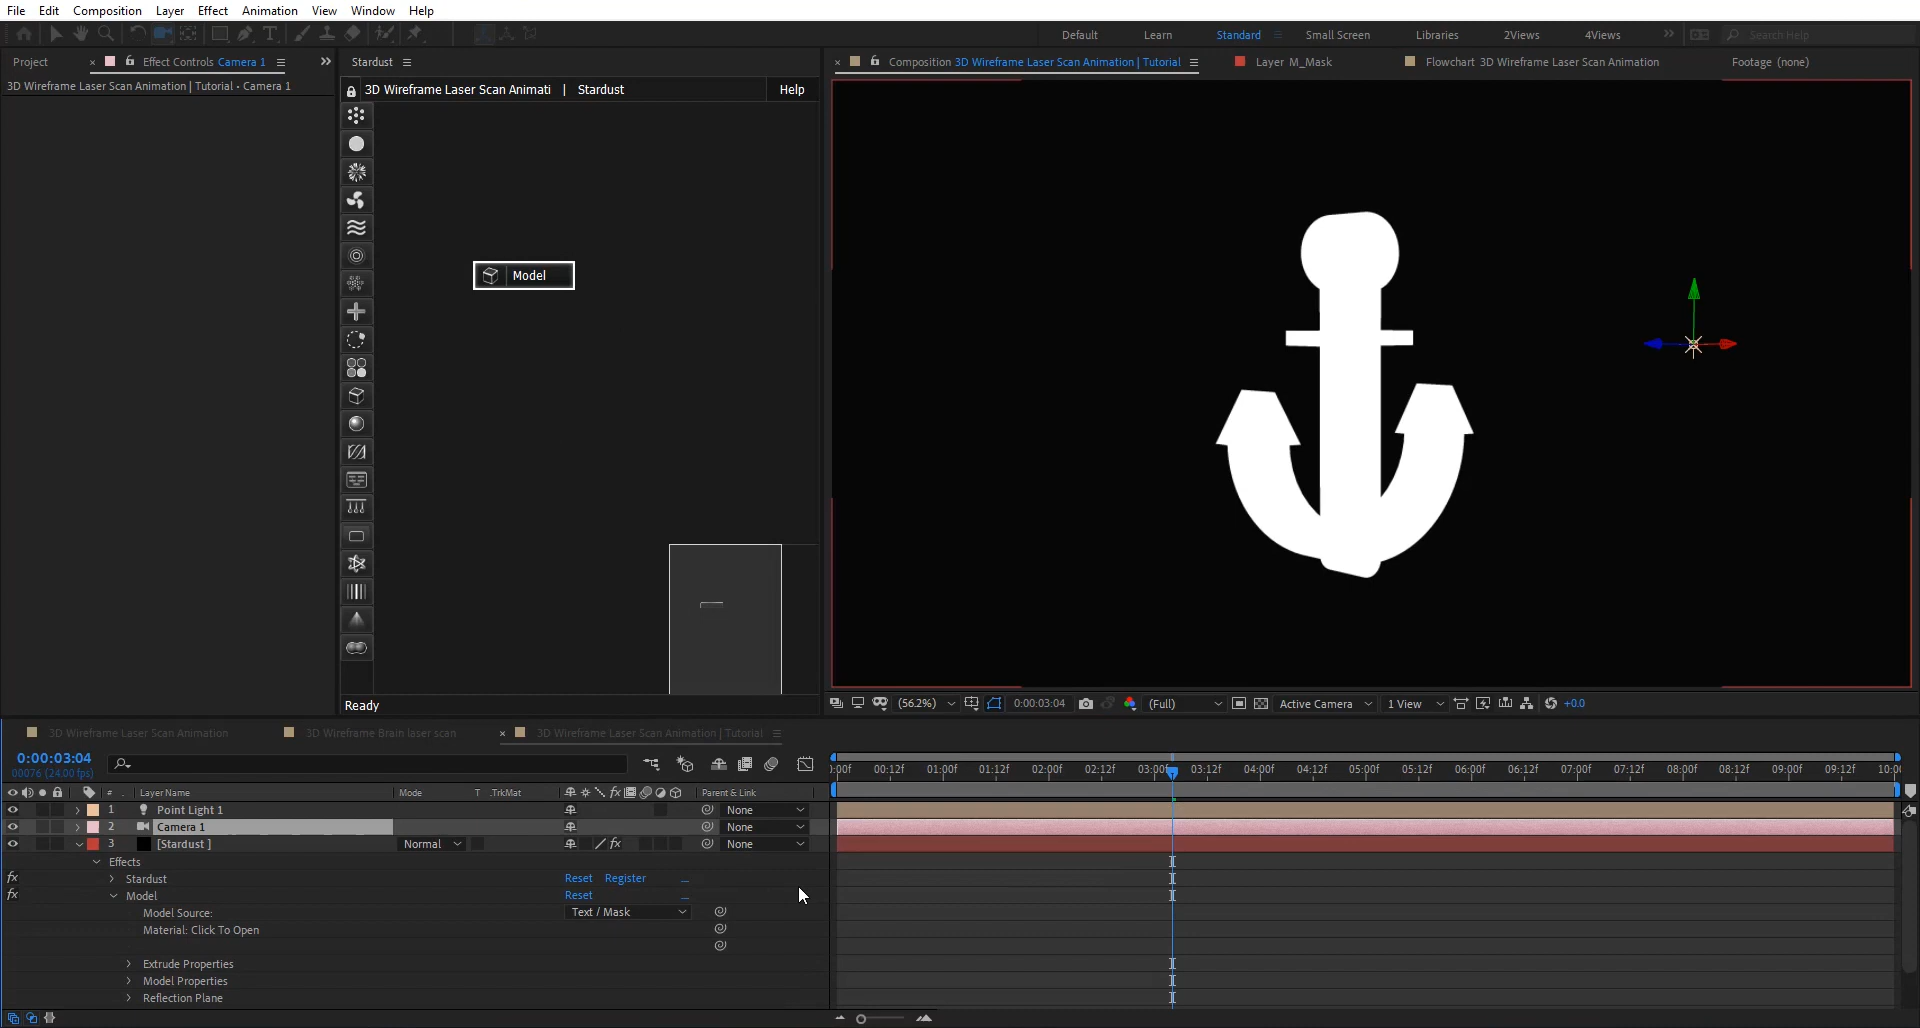 File Edit Composition Layer Effect Animation View Window Help
Default Learn Standard Small Screen Libraries 2Views 4Views Search Help
Project Effect Controls Camera 1
3D Wireframe Laser Scan Animation | Tutorial • Camera 1
Stardust
3D Wireframe Laser Scan Animati | Stardust Help
Model
Ready
Composition 3D Wireframe Laser Scan Animation | Tutorial Layer M_Mask Flowchart 3D Wireframe Laser Scan Animation Footage (none)
(56.2%) 0:00:03:04 (Full) Active Camera 1 View +0.0
3D Wireframe Laser Scan Animation 3D Wireframe Brain laser scan 3D Wireframe Laser Scan Animation | Tutorial
0:00:03:04
00076 (24.00 fps)
:00f 00:12f 01:00f 01:12f 02:00f 02:12f 03:00f 03:12f 04:00f 04:12f 05:00f 05:12f 06:00f 06:12f 07:00f 07:12f 08:00f 08:12f 09:00f 09:12f 10:0
# Layer Name Mode T .TrkMat Parent & Link
1 Point Light 1 None
2 Camera 1 None
3 [Stardust ] Normal None
Effects
fx Stardust Reset Register ...
fx Model Reset ...
Model Source: Text / Mask
Material: Click To Open
Extrude Properties
Model Properties
Reflection Plane